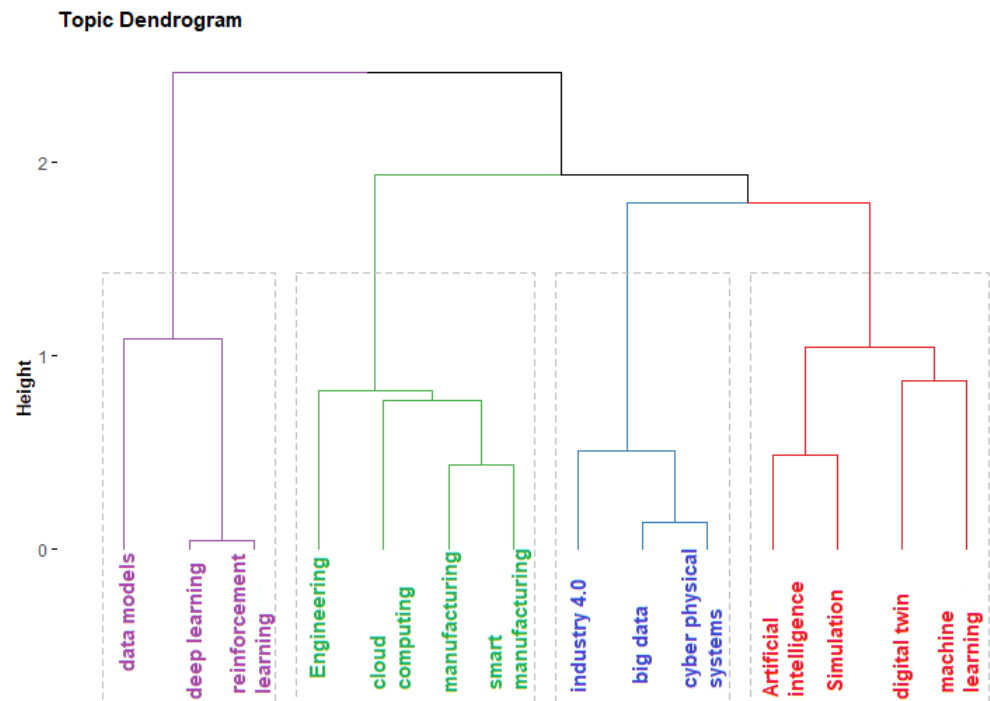 Topic Dendrogram
2
1
0
Height
data models
deep learning
reinforcement
learning
Engineering
cloud
computing
manufacturing
smart
manufacturing
industry 4.0
big data
cyber physical
systems
Artificial
intelligence
Simulation
digital twin
machine
learning